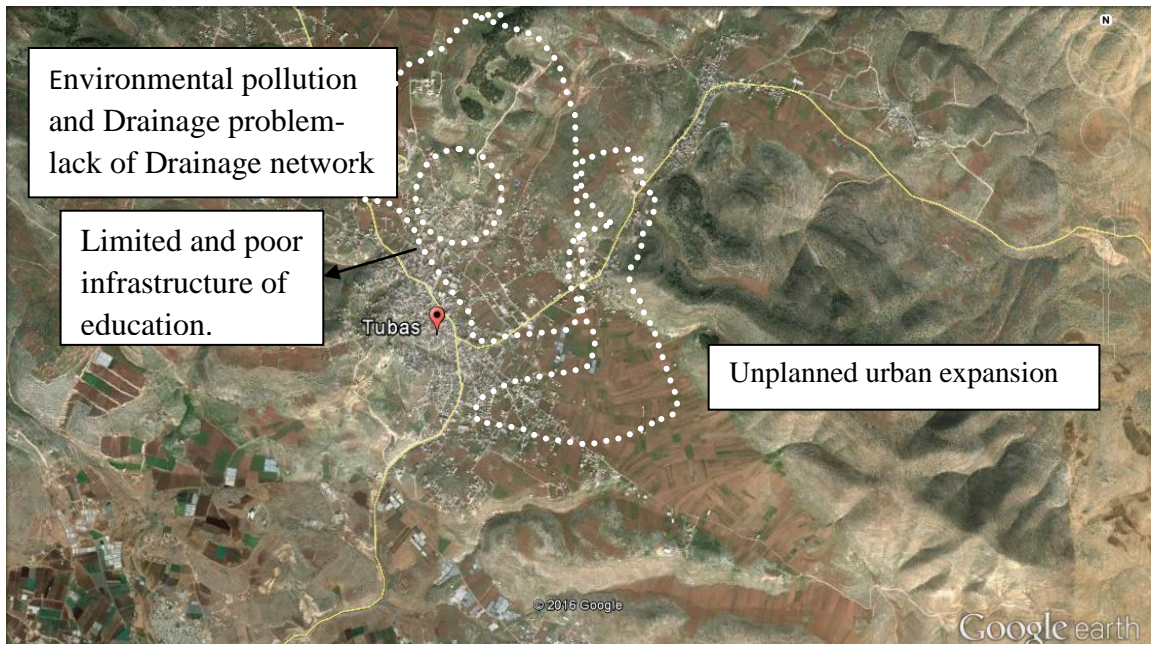 N
Environmental pollution
and Drainage problem-
lack of Drainage network
Limited and poor
infrastructure of
education.
Tubas
Unplanned urban expansion
© 2016 Google
Google earth